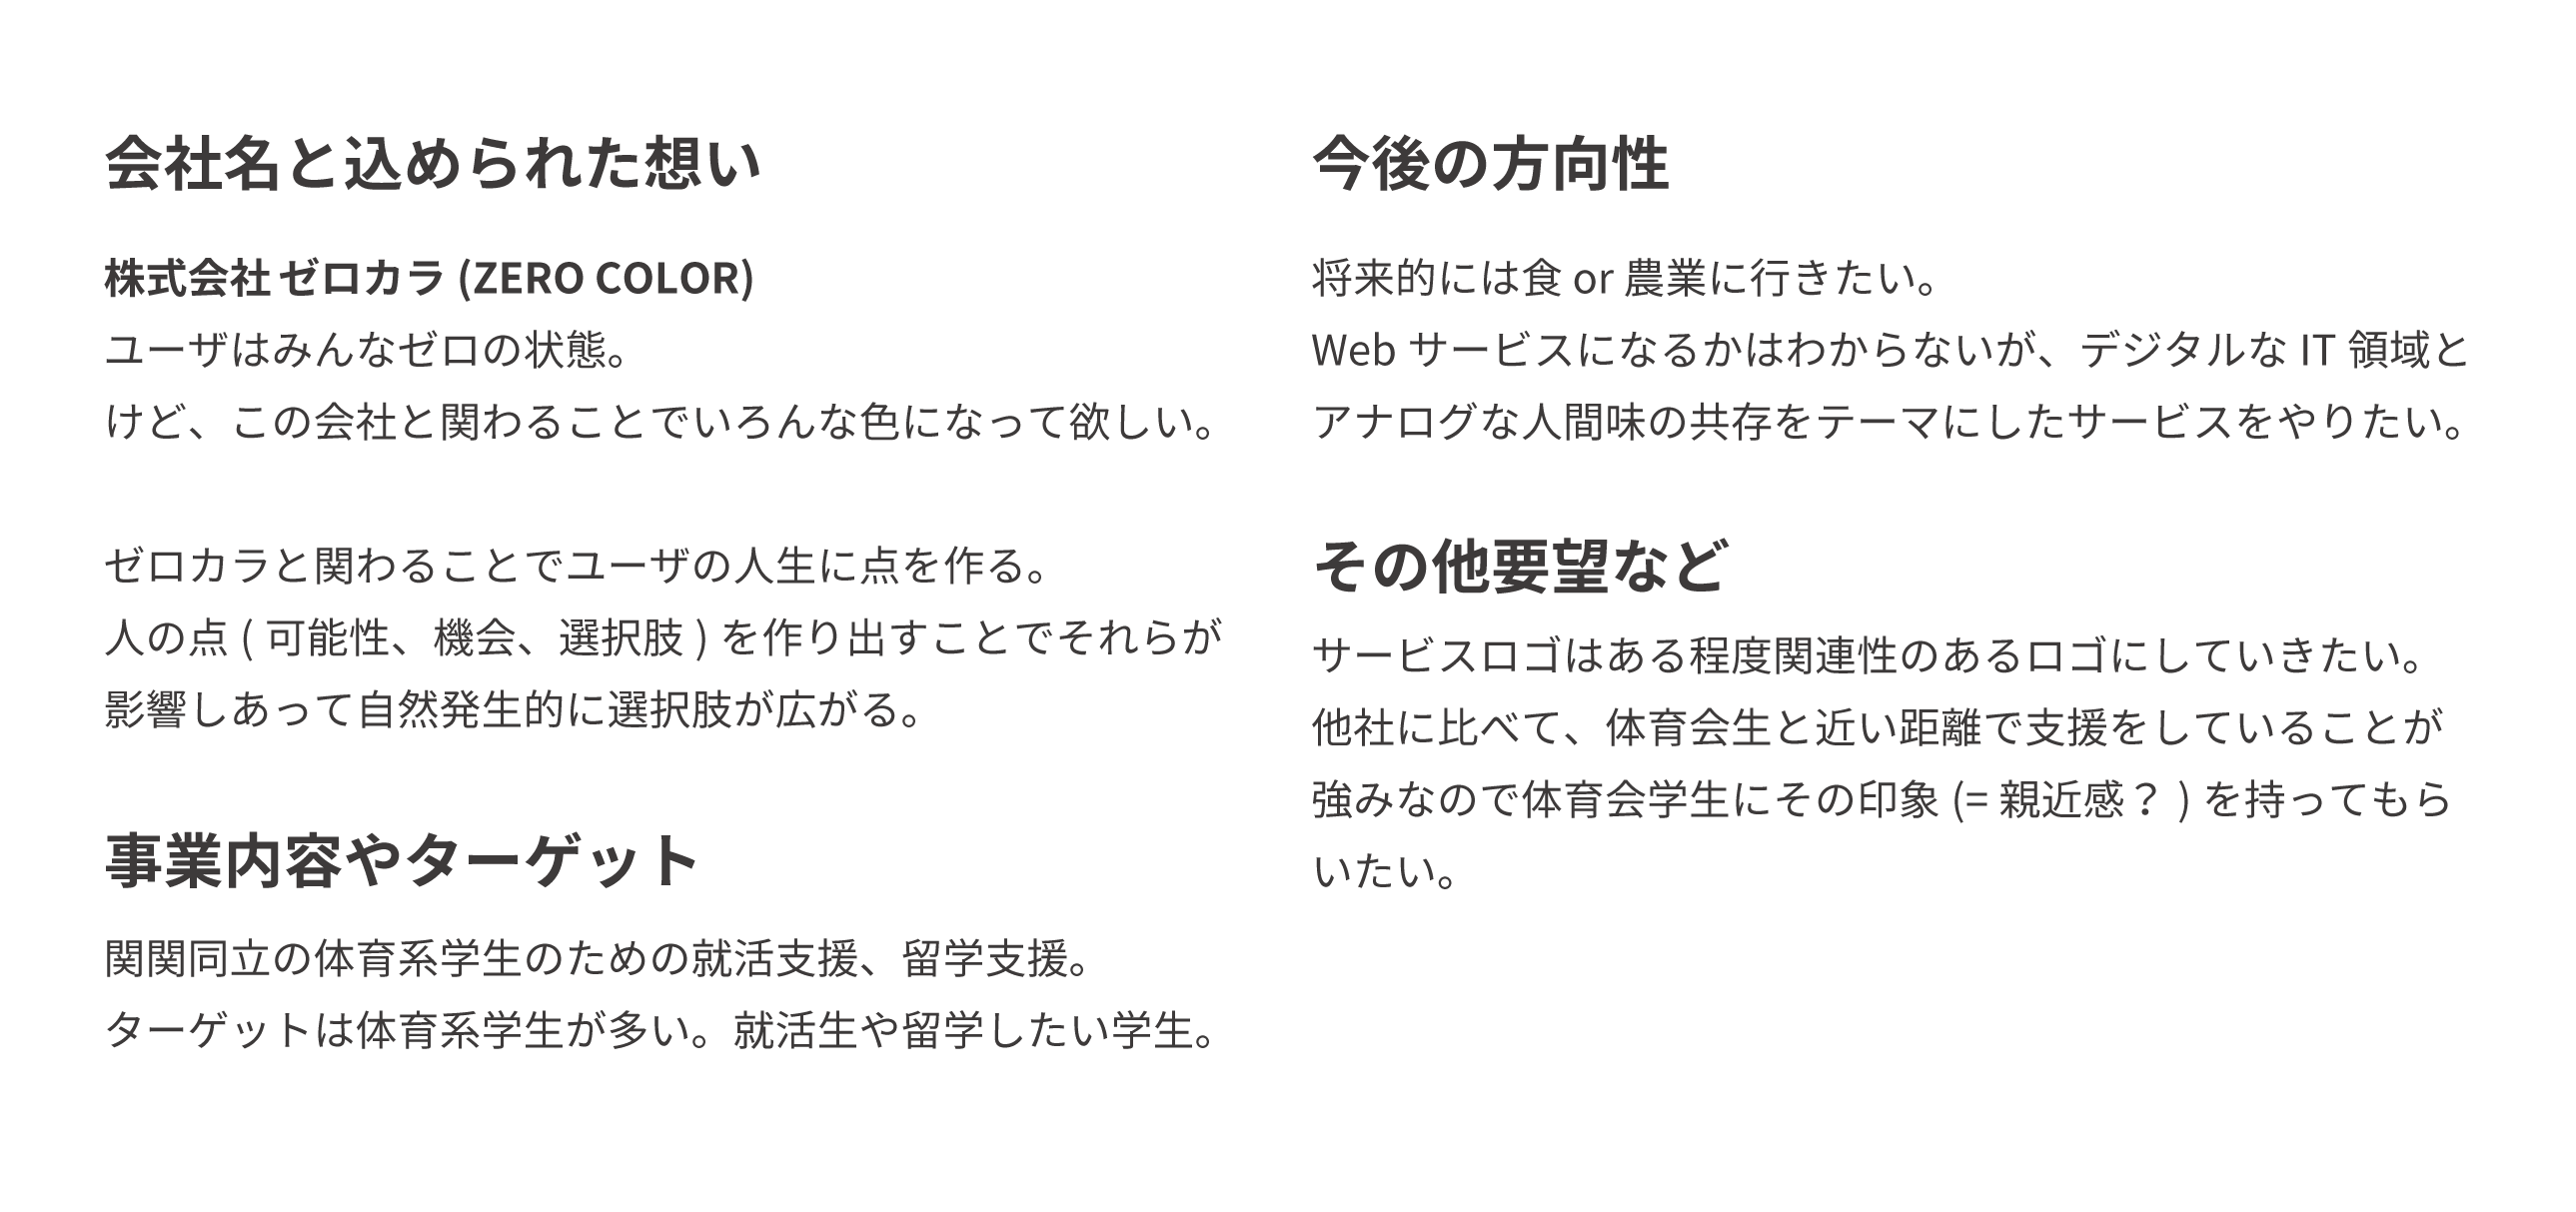 会社名と込められた想い
株式会社 ゼロカラ (ZERO COLOR)
ユーザはみんなゼロの状態。
けど、この会社と関わることでいろんな色になって欲しい。
ゼロカラと関わることでユーザの人生に点を作る。
人の点 ( 可能性、機会、選択肢 ) を作り出すことでそれらが
影響しあって自然発生的に選択肢が広がる。
事業内容やターゲット
関関同立の体育系学生のための就活支援、留学支援。
ターゲットは体育系学生が多い。就活生や留学したい学生。
今後の方向性
将来的には食 or 農業に行きたい。
Web サービスになるかはわからないが、デジタルな IT 領域と
アナログな人間味の共存をテーマにしたサービスをやりたい。
その他要望など
サービスロゴはある程度関連性のあるロゴにしていきたい。
他社に比べて、体育会生と近い距離で支援をしていることが
強みなので体育会学生にその印象 (= 親近感？ ) を持ってもら
いたい。